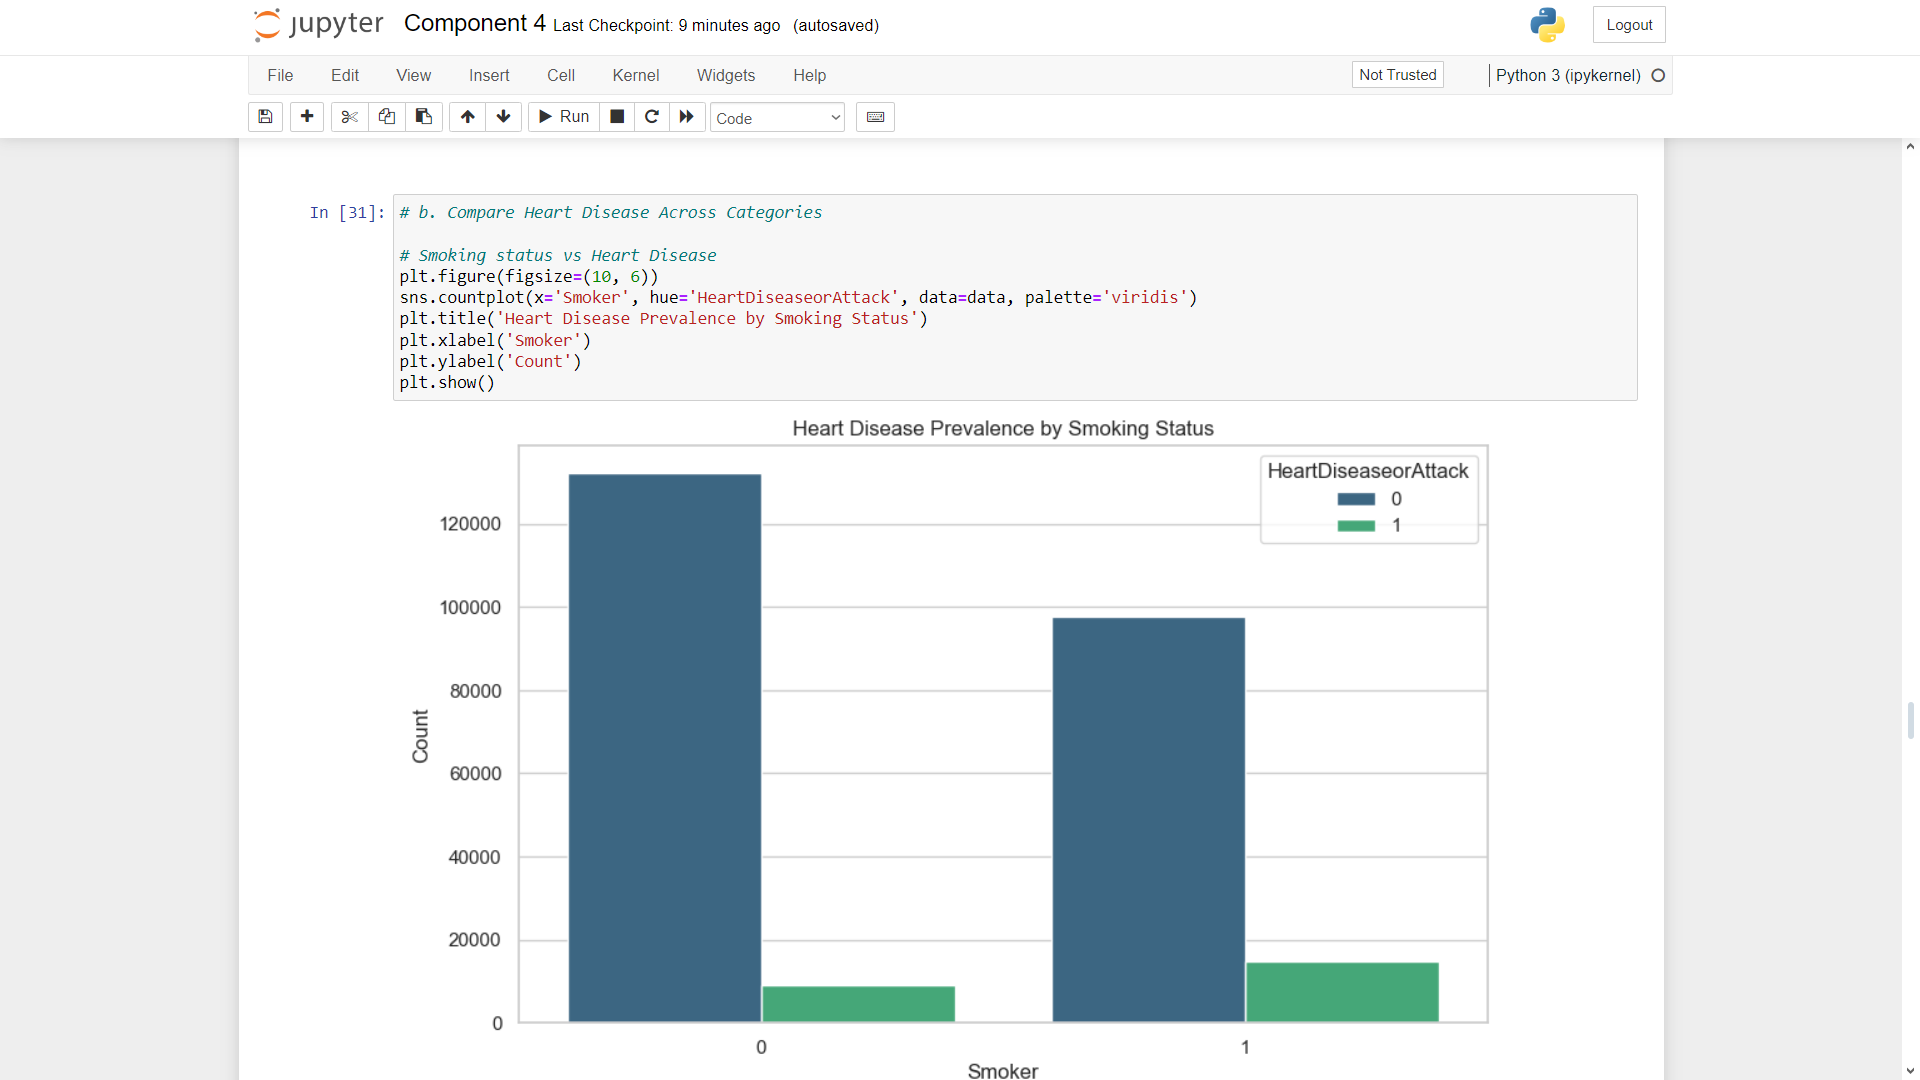 jupyter Component 4 Last Checkpoint: 9 minutes ago (autosaved) Logout
File Edit View Insert Cell Kernel Widgets Help Not Trusted Python 3 (ipykernel)
Run Code
In [31]: # b. Compare Heart Disease Across Categories
# Smoking status vs Heart Disease
plt.figure(figsize=(10, 6))
sns.countplot(x='Smoker', hue='HeartDiseaseorAttack', data=data, palette='viridis')
plt.title('Heart Disease Prevalence by Smoking Status')
plt.xlabel('Smoker')
plt.ylabel('Count')
plt.show()
Heart Disease Prevalence by Smoking Status
HeartDiseaseorAttack
0
1
120000
100000
80000
60000
40000
20000
0
Count
0 1
Smoker